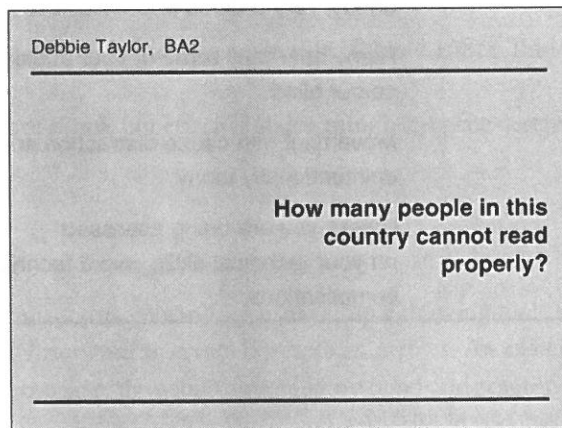 Debbie Taylor, BA2
How many people in this
country cannot read
properly?